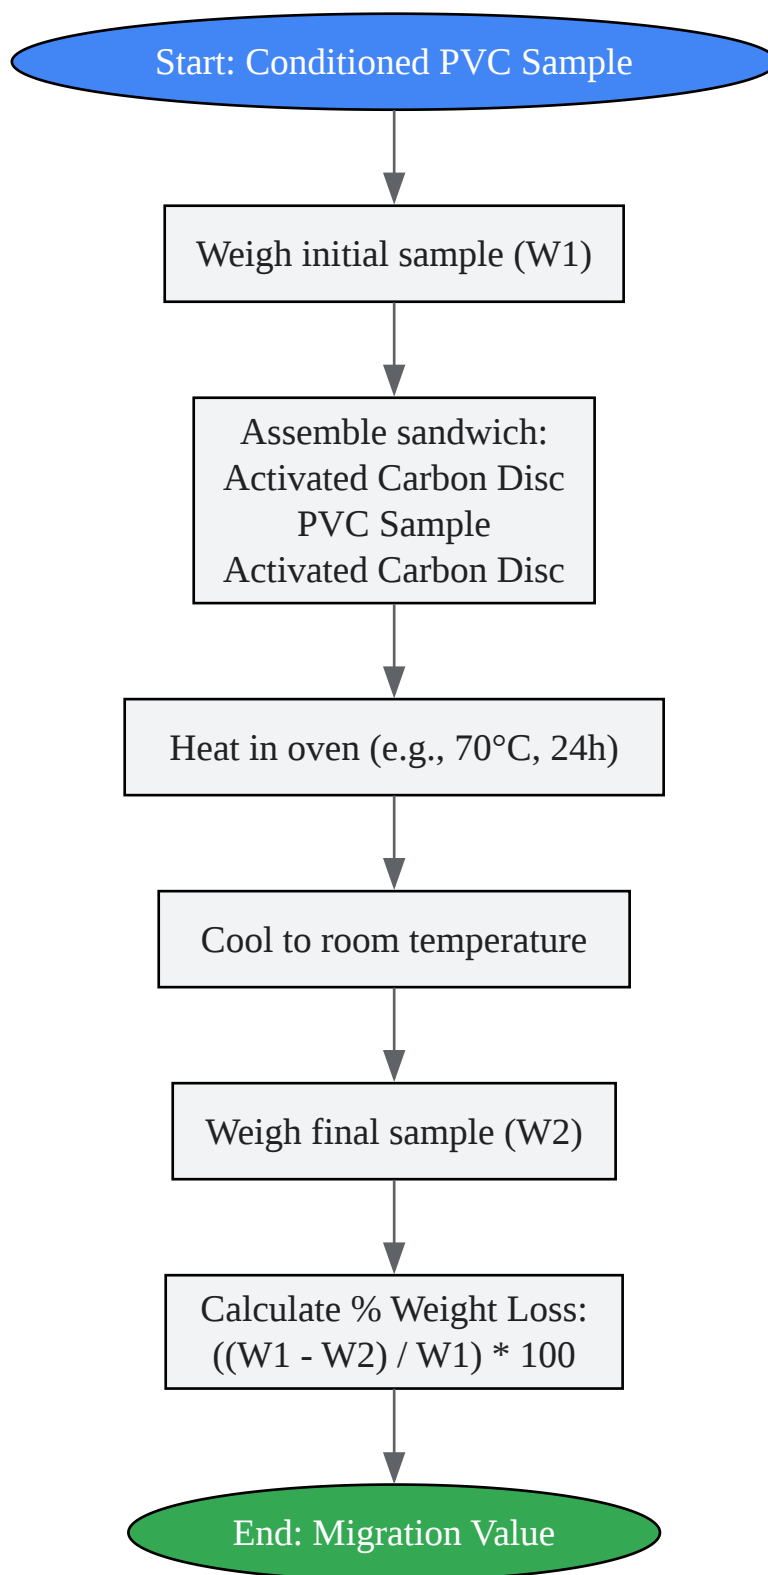 Start: Conditioned PVC Sample
Weigh initial sample (W1)
Assemble sandwich:
Activated Carbon Disc
PVC Sample
Activated Carbon Disc
Heat in oven (e.g., 70°C, 24h)
Cool to room temperature
Weigh final sample (W2)
Calculate % Weight Loss:
((W1 - W2) / W1) * 100
End: Migration Value